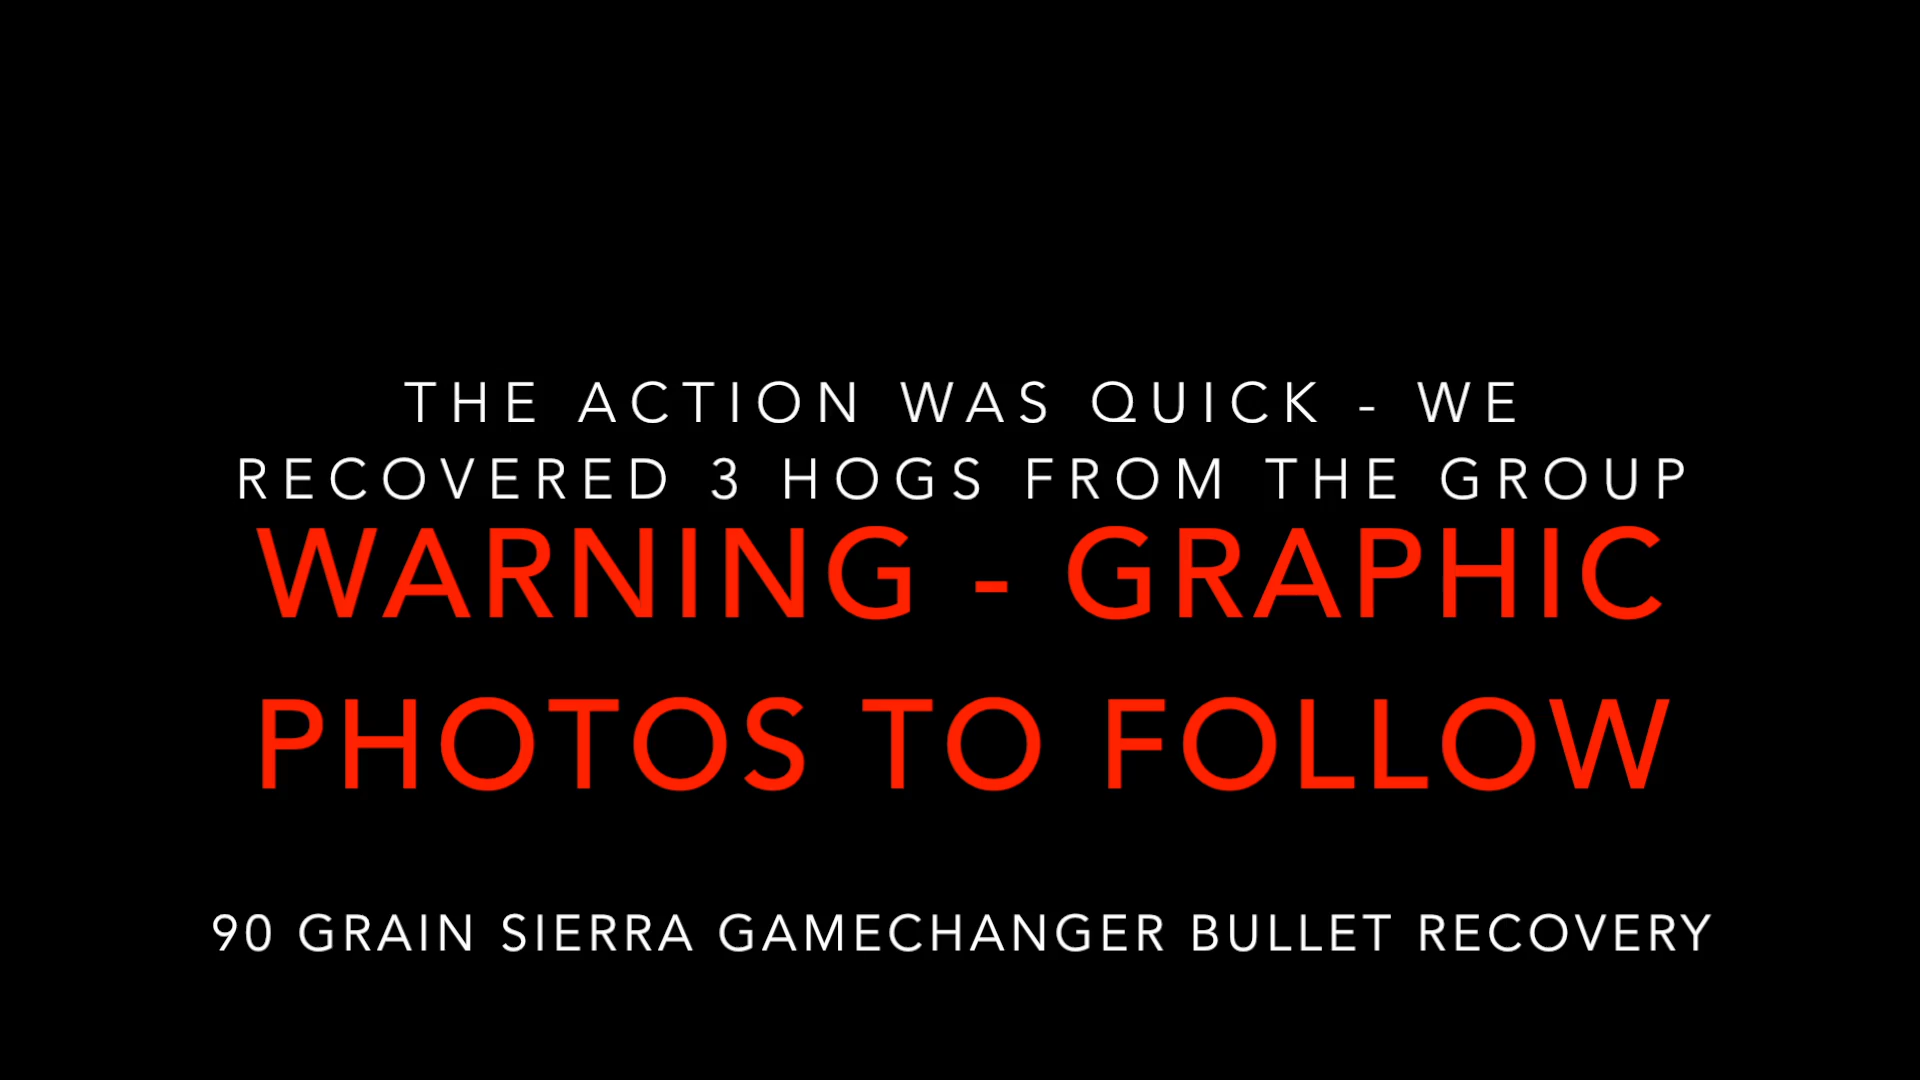 THE ACTION WAS QUICK - WE
RECOVERED 3 HOGS FROM THE GROUP
WARNING - GRAPHIC
PHOTOS TO FOLLOW
90 GRAIN SIERRA GAMECHANGER BULLET RECOVERY